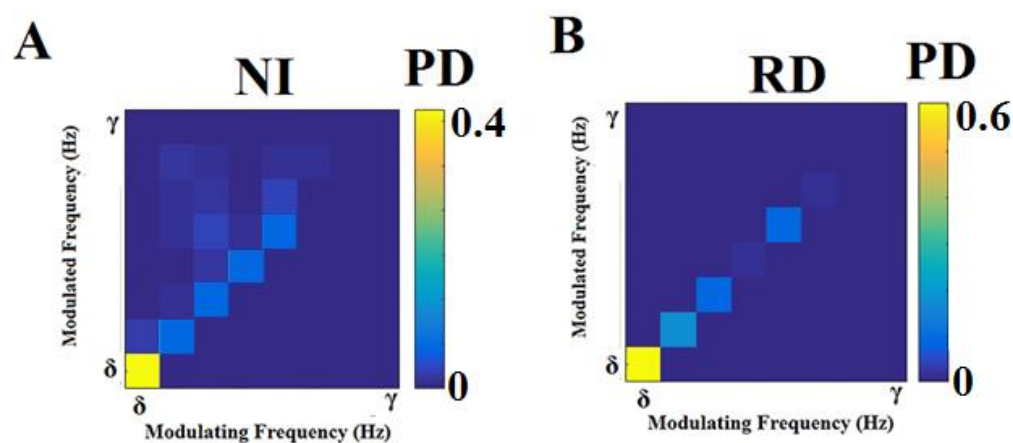 A
NI
PD
γ
0.4
Modulated Frequency (Hz)
δ
0
δ
γ
Modulating Frequency (Hz)
B
RD
PD
γ
0.6
Modulated Frequency (Hz)
δ
0
δ
γ
Modulating Frequency (Hz)